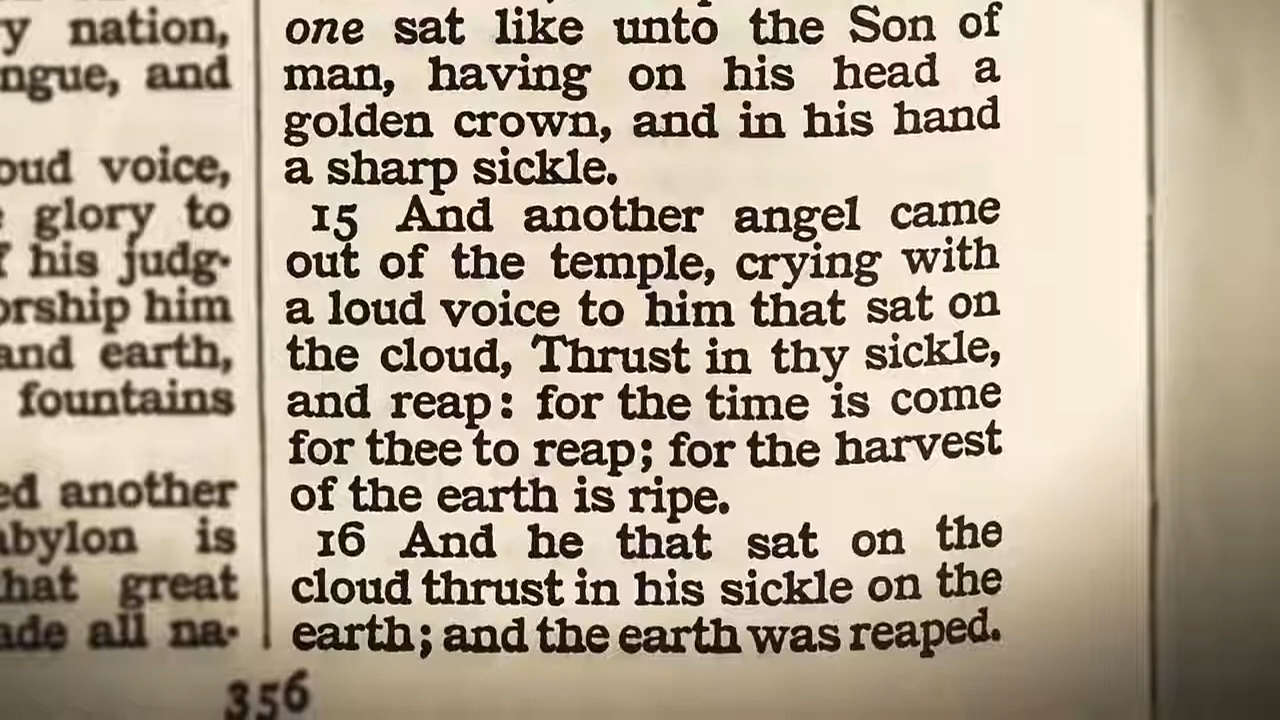 y nation,
ngue, and
oud voice,
glory to
his judg-
orship him
and earth,
fountains
ed another
abylon is
hat great
ade all na-
one sat like unto the Son of
man, having on his head a
golden crown, and in his hand
a sharp sickle.
15 And another angel came
out of the temple, crying with
a loud voice to him that sat on
the cloud, Thrust in thy sickle,
and reap: for the time is come
for thee to reap; for the harvest
of the earth is ripe.
16 And he that sat on the
cloud thrust in his sickle on the
earth; and the earth was reaped.
356